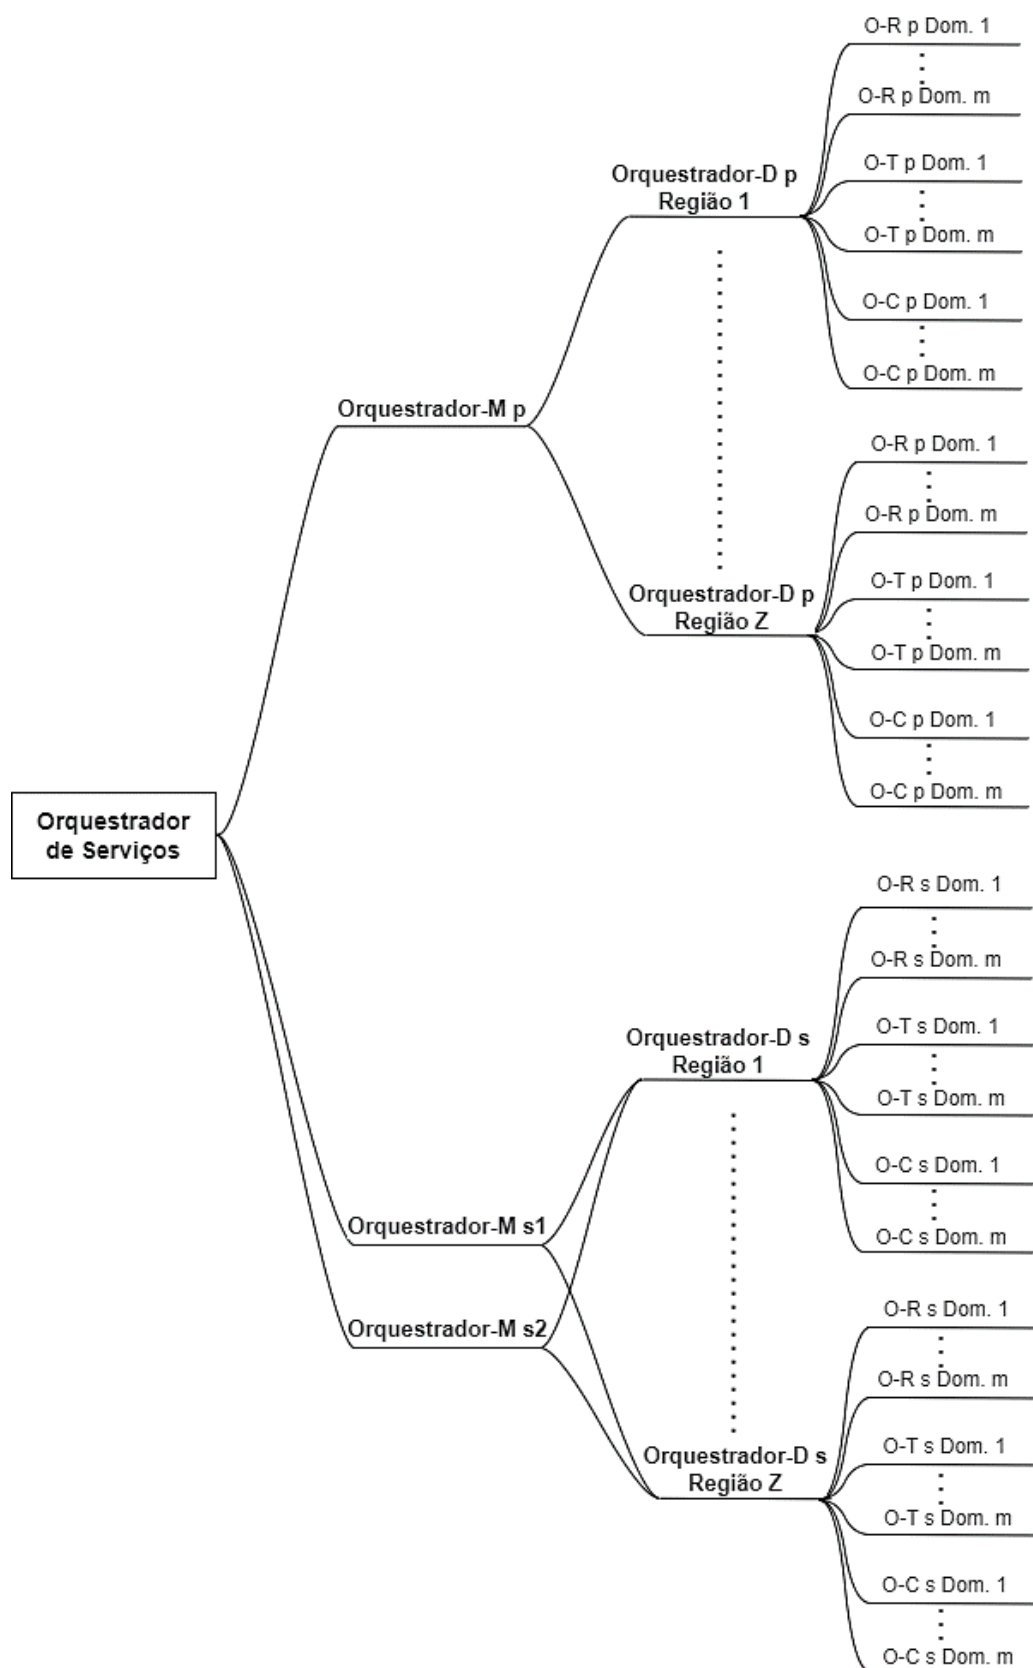 O-R p Dom. 1
O-R p Dom. m
Orquestrador-D p
Região 1
O-T p Dom. 1
O-T p Dom. m
O-C p Dom. 1
O-C p Dom. m
Orquestrador-M p
O-R p Dom. 1
O-R p Dom. m
Orquestrador-D p
Região Z
O-T p Dom. 1
O-T p Dom. m
O-C p Dom. 1
O-C p Dom. m
Orquestrador
de Serviços
O-R s Dom. 1
O-R s Dom. m
Orquestrador-D s
Região 1
O-T s Dom. 1
O-T s Dom. m
O-C s Dom. 1
O-C s Dom. m
Orquestrador-M s1
Orquestrador-M s2
O-R s Dom. 1
O-R s Dom. m
Orquestrador-D s
Região Z
O-T s Dom. 1
O-T s Dom. m
O-C s Dom. 1
O-C s Dom. m